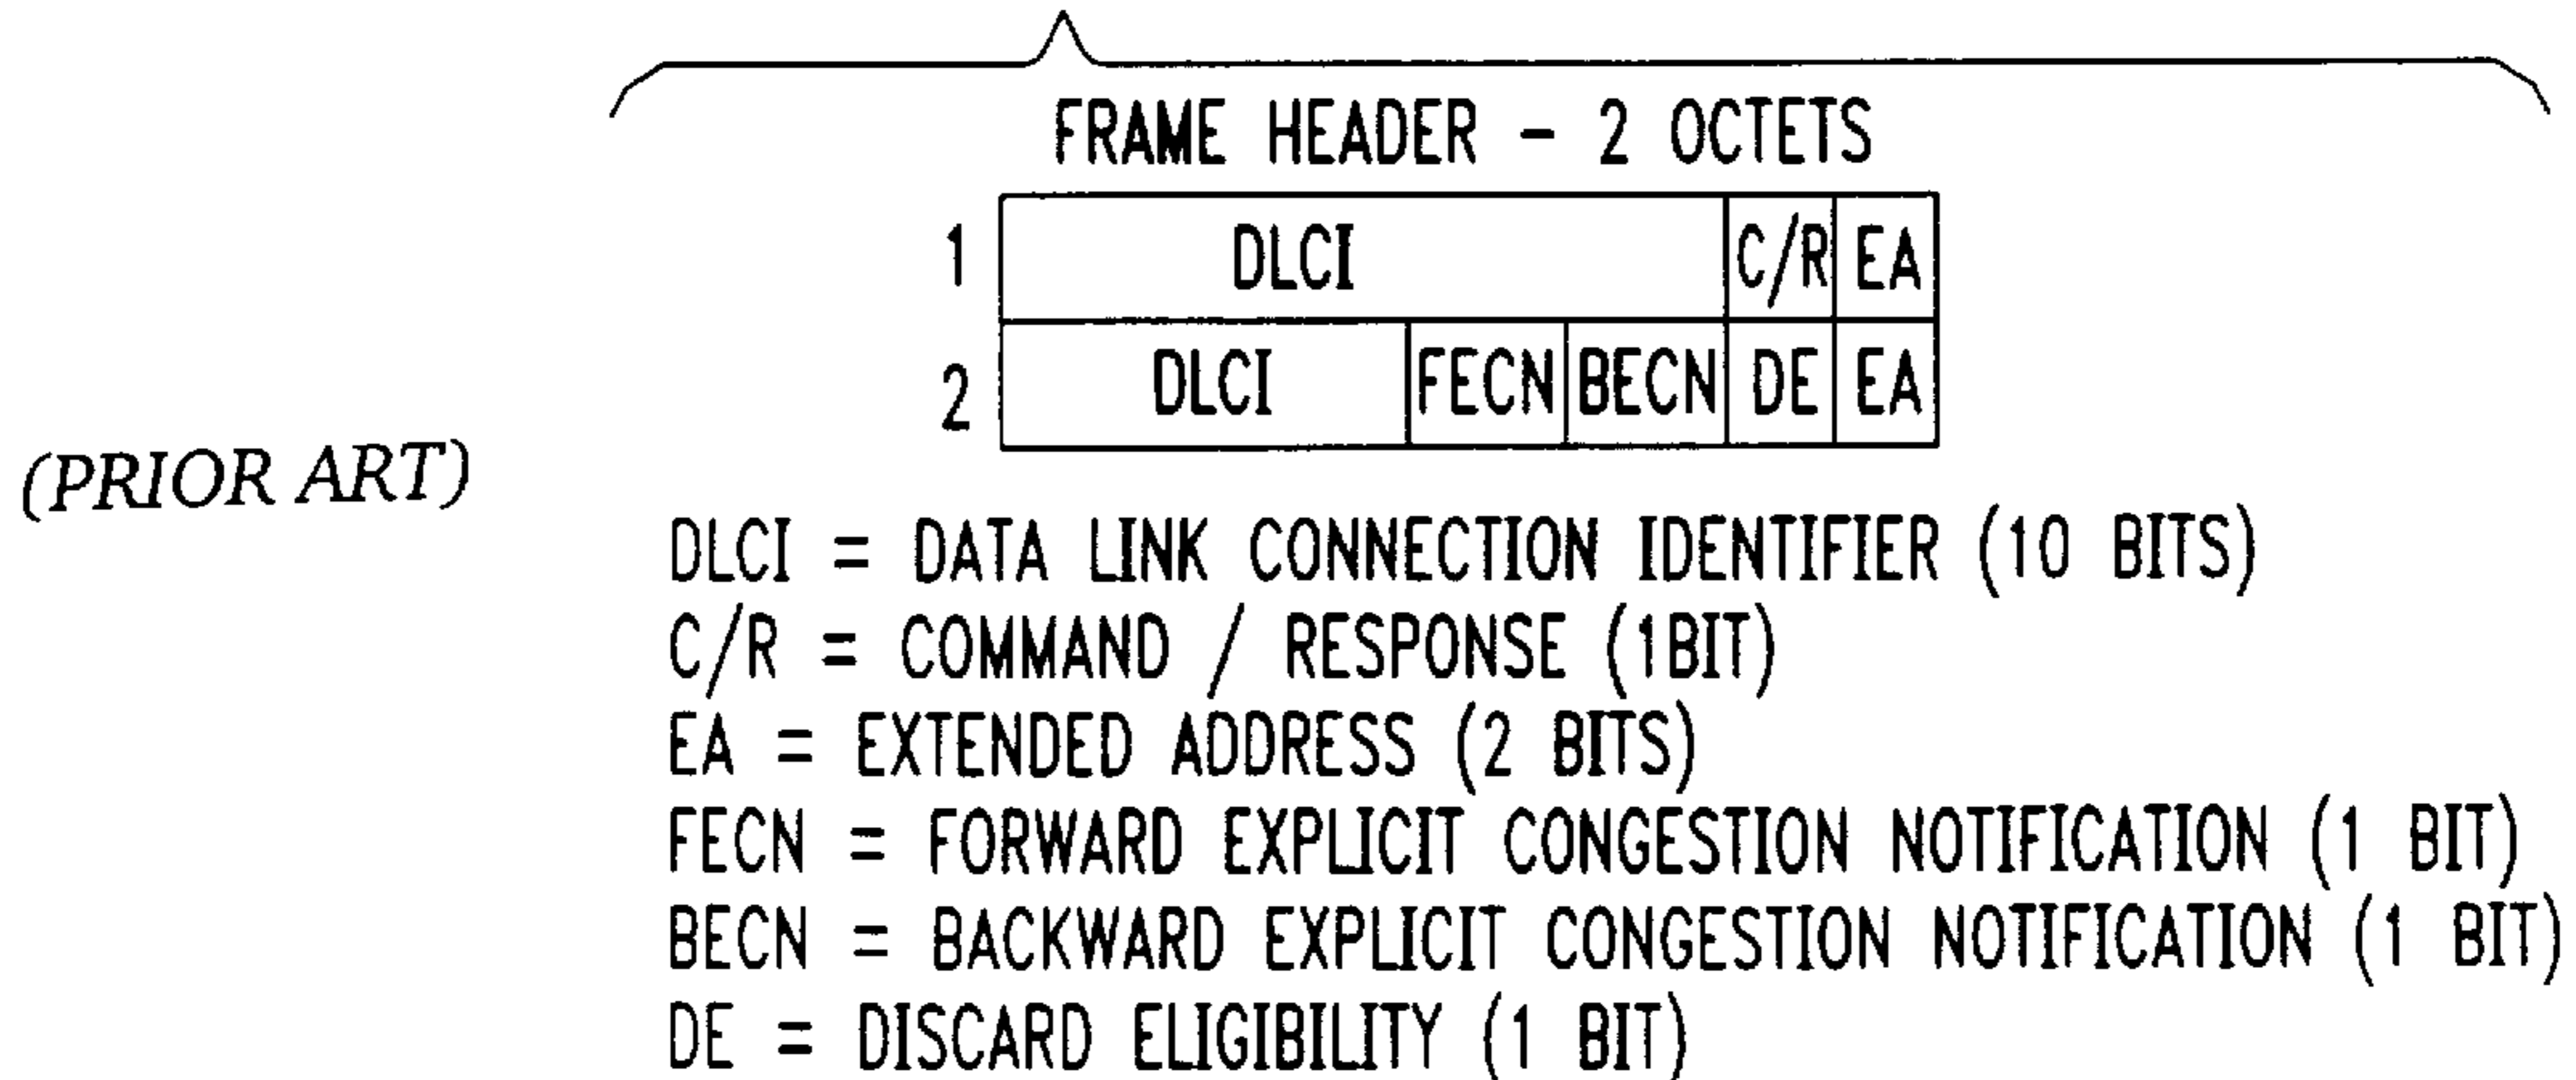 FRAME HEADER - 2 OCTETS
1 DLCI C/R EA
2 DLCI FECN BECN DE EA
(PRIOR ART)
DLCI = DATA LINK CONNECTION IDENTIFIER (10 BITS)
C/R = COMMAND / RESPONSE (1BIT)
EA = EXTENDED ADDRESS (2 BITS)
FECN = FORWARD EXPLICIT CONGESTION NOTIFICATION (1 BIT)
BECN = BACKWARD EXPLICIT CONGESTION NOTIFICATION (1 BIT)
DE = DISCARD ELIGIBILITY (1 BIT)